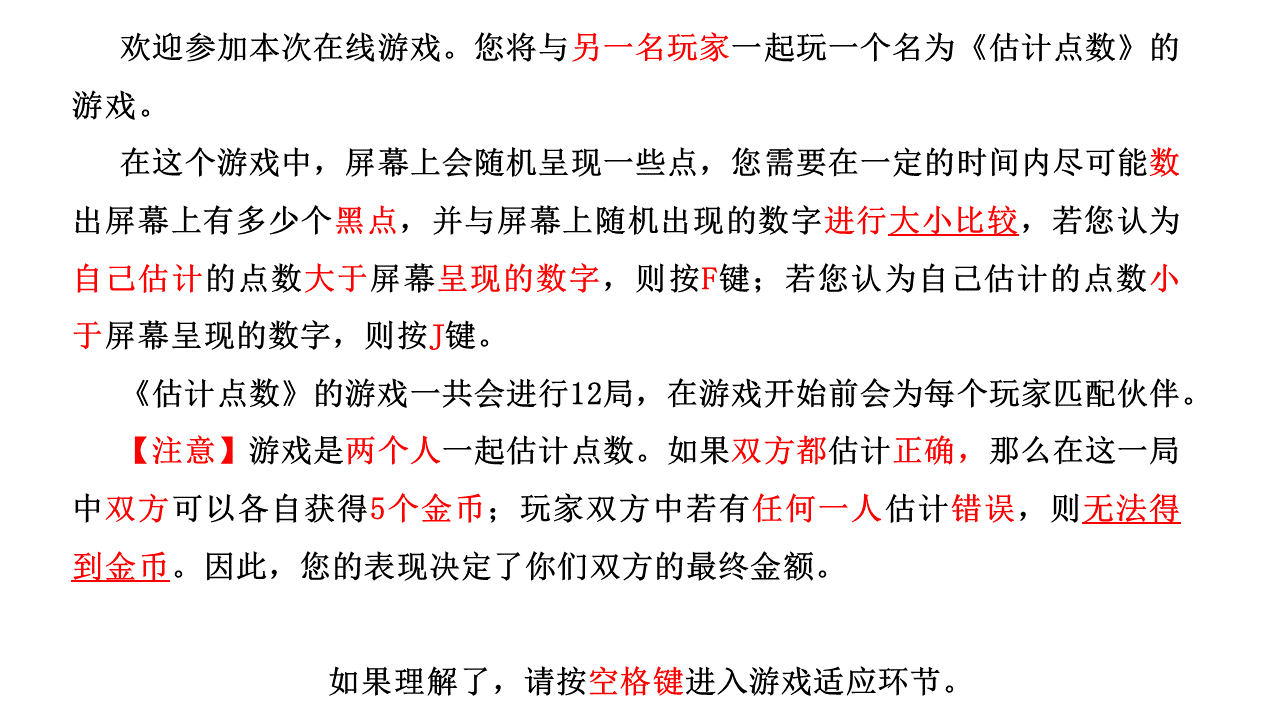 欢迎参加本次在线游戏。您将与另一名玩家一起玩一个名为《估计点数》的
游戏。
在这个游戏中，屏幕上会随机呈现一些点，您需要在一定的时间内尽可能数
出屏幕上有多少个黑点，并与屏幕上随机出现的数字进行大小比较，若您认为
自己估计的点数大于屏幕呈现的数字，则按F键；若您认为自己估计的点数小
于屏幕呈现的数字，则按J键。
《估计点数》的游戏一共会进行12局，在游戏开始前会为每个玩家匹配伙伴。
【注意】游戏是两个人一起估计点数。如果双方都估计正确，那么在这一局
中双方可以各自获得5个金币；玩家双方中若有任何一人估计错误，则无法得
到金币。因此，您的表现决定了你们双方的最终金额。
如果理解了，请按空格键进入游戏适应环节。